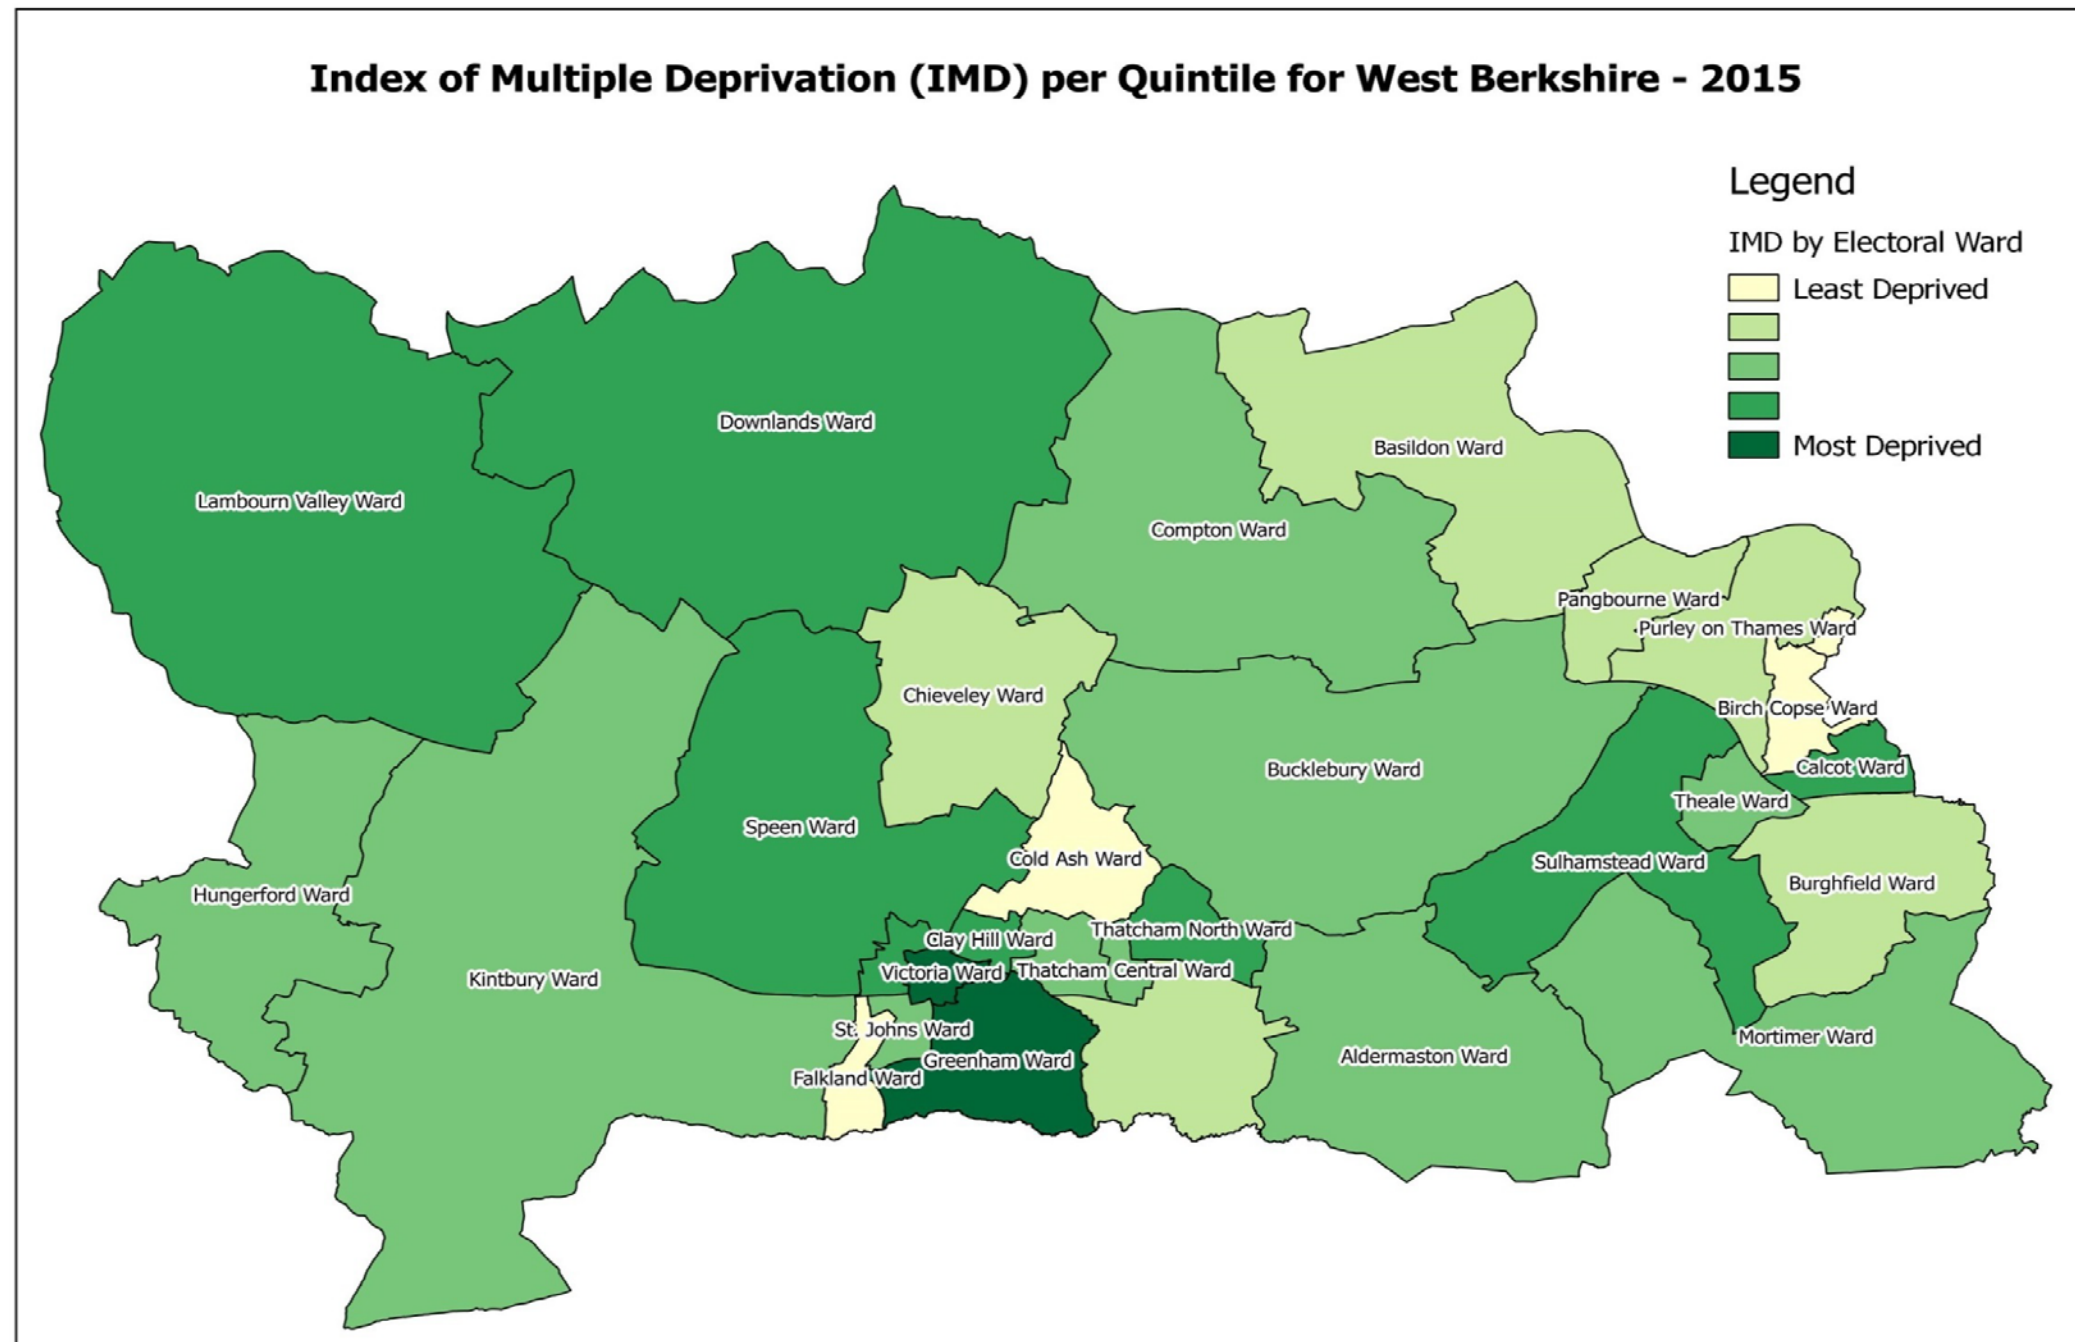 Index of Multiple Deprivation (IMD) per Quintile for West Berkshire - 2015
Legend
IMD by Electoral Ward
Least Deprived
Most Deprived
Downlands Ward
Basildon Ward
Lambourn Valley Ward
Compton Ward
Pangbourne Ward
Purley on Thames Ward
Chieveley Ward
Birch Copse Ward
Bucklebury Ward
Calcot Ward
Theale Ward
Speen Ward
Cold Ash Ward
Sulhamstead Ward
Burghfield Ward
Hungerford Ward
Thatcham North Ward
Clay Hill Ward
Victoria Ward
Thatcham Central Ward
Kintbury Ward
St. Johns Ward
Mortimer Ward
Aldermaston Ward
Greenham Ward
Falkland Ward